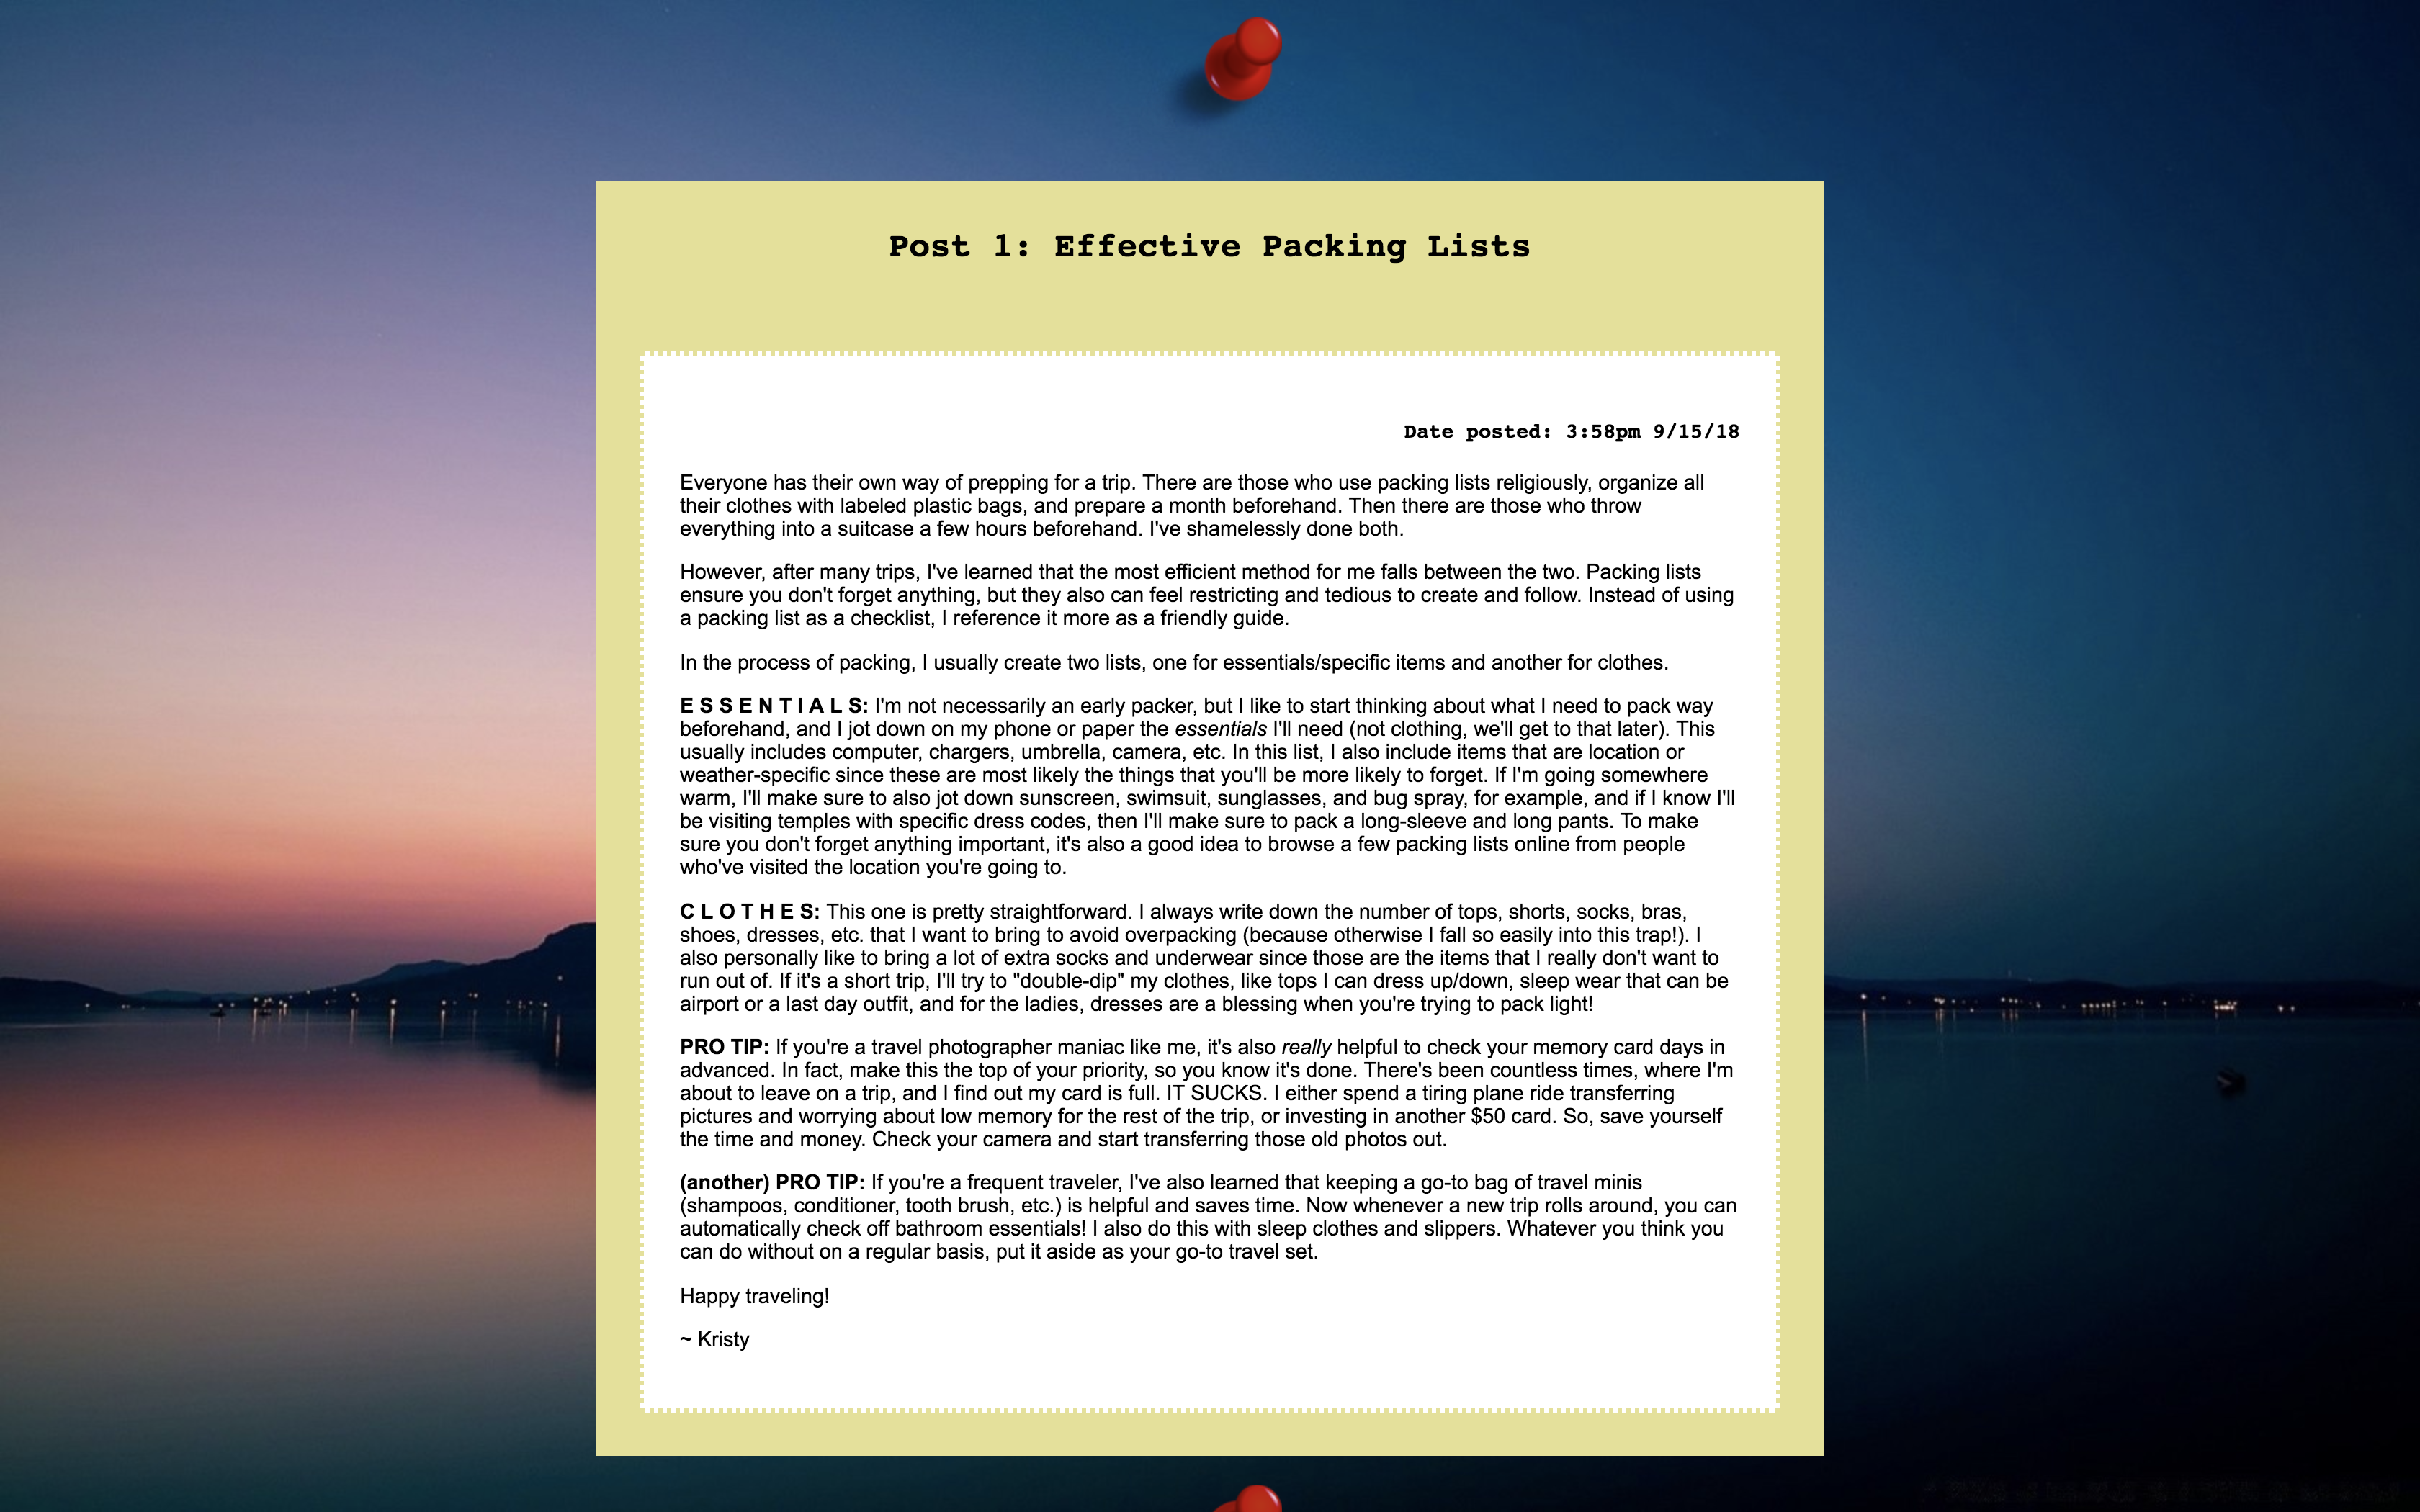 Post 1: Effective Packing Lists
Date posted: 3:58pm 9/15/18
Everyone has their own way of prepping for a trip. There are those who use packing lists religiously, organize all
their clothes with labeled plastic bags, and prepare a month beforehand. Then there are those who throw
everything into a suitcase a few hours beforehand. I've shamelessly done both.
However, after many trips, I've learned that the most efficient method for me falls between the two. Packing lists
ensure you don't forget anything, but they also can feel restricting and tedious to create and follow. Instead of using
a packing list as a checklist, I reference it more as a friendly guide.
In the process of packing, I usually create two lists, one for essentials/specific items and another for clothes.
E S S E N T I A L S: I'm not necessarily an early packer, but I like to start thinking about what I need to pack way
beforehand, and I jot down on my phone or paper the essentials I'll need (not clothing, we'll get to that later). This
usually includes computer, chargers, umbrella, camera, etc. In this list, I also include items that are location or
weather-specific since these are most likely the things that you'll be more likely to forget. If I'm going somewhere
warm, I'll make sure to also jot down sunscreen, swimsuit, sunglasses, and bug spray, for example, and if I know I'll
be visiting temples with specific dress codes, then I'll make sure to pack a long-sleeve and long pants. To make
sure you don't forget anything important, it's also a good idea to browse a few packing lists online from people
who've visited the location you're going to.
C L O T H E S: This one is pretty straightforward. I always write down the number of tops, shorts, socks, bras,
shoes, dresses, etc. that I want to bring to avoid overpacking (because otherwise I fall so easily into this trap!). I
also personally like to bring a lot of extra socks and underwear since those are the items that I really don't want to
run out of. If it's a short trip, I'll try to "double-dip" my clothes, like tops I can dress up/down, sleep wear that can be
airport or a last day outfit, and for the ladies, dresses are a blessing when you're trying to pack light!
PRO TIP: If you're a travel photographer maniac like me, it's also really helpful to check your memory card days in
advanced. In fact, make this the top of your priority, so you know it's done. There's been countless times, where I'm
about to leave on a trip, and I find out my card is full. IT SUCKS. I either spend a tiring plane ride transferring
pictures and worrying about low memory for the rest of the trip, or investing in another $50 card. So, save yourself
the time and money. Check your camera and start transferring those old photos out.
(another) PRO TIP: If you're a frequent traveler, I've also learned that keeping a go-to bag of travel minis
(shampoos, conditioner, tooth brush, etc.) is helpful and saves time. Now whenever a new trip rolls around, you can
automatically check off bathroom essentials! I also do this with sleep clothes and slippers. Whatever you think you
can do without on a regular basis, put it aside as your go-to travel set.
Happy traveling!
~ Kristy